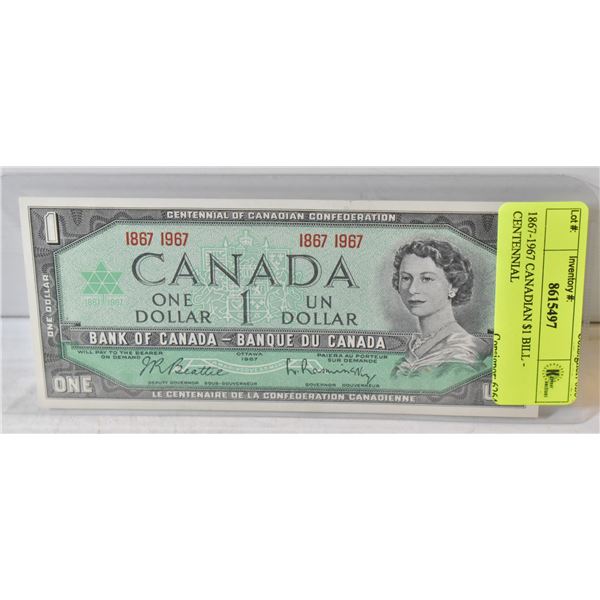 CENTENNIAL OF CANADIAN CONFEDERATION
1
1867 1967
1867 1967
CANADA
1867 1967
ONE DOLLAR
1
UN DOLLAR
ONE DOLLAR
BANK OF CANADA – BANQUE DU CANADA
WILL PAY TO THE BEARER ON DEMAND
OTTAWA 1967
PAIERA AU PORTEUR SUR DEMANDE
J.R. Beattie
L. Rasminsky
DEPUTY GOVERNOR SOUS-GOUVERNEUR
GOVERNOR GOUVERNEUR
ONE
LE CENTENAIRE DE LA CONFÉDÉRATION CANADIENNE
Lot #:
Inventory #:
8615497
1867-1967 CANADIAN $1 BILL -
CENTENNIAL